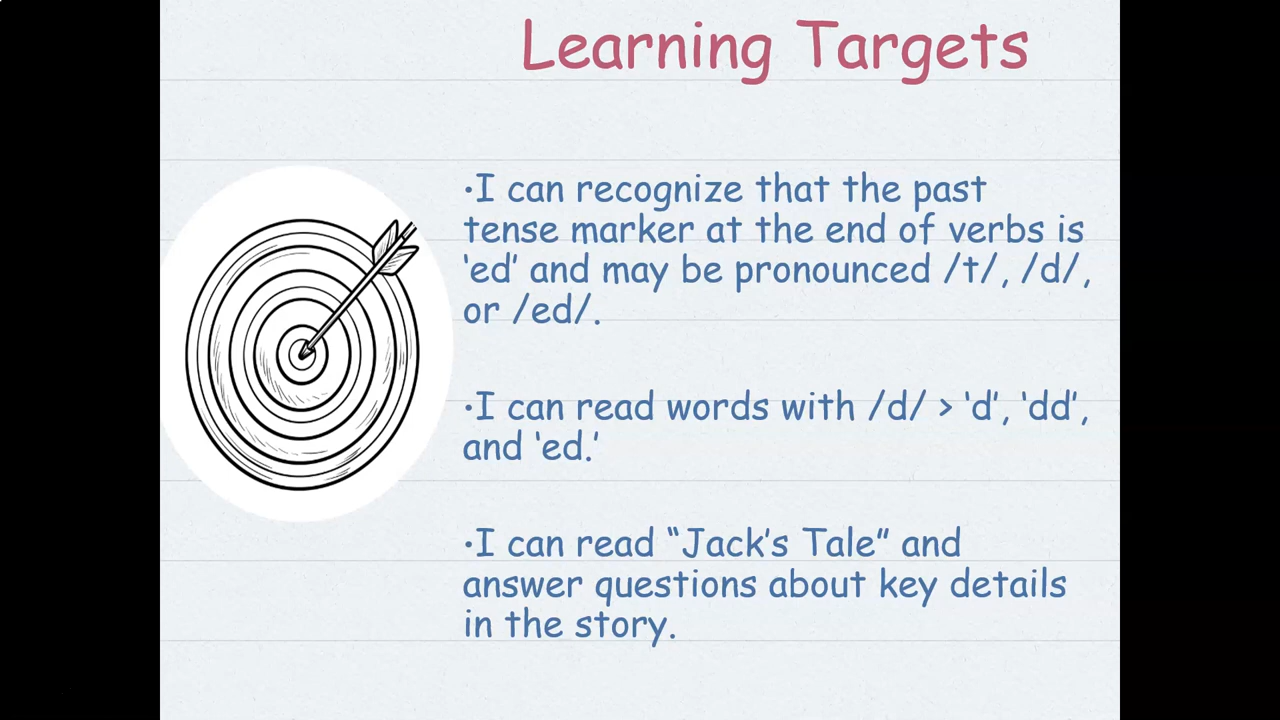 Learning Targets
•I can recognize that the past
tense marker at the end of verbs is
‘ed’ and may be pronounced /t/, /d/,
or /ed/.
•I can read words with /d/ > ‘d’, ‘dd’,
and ‘ed.’
•I can read “Jack’s Tale” and
answer questions about key details
in the story.